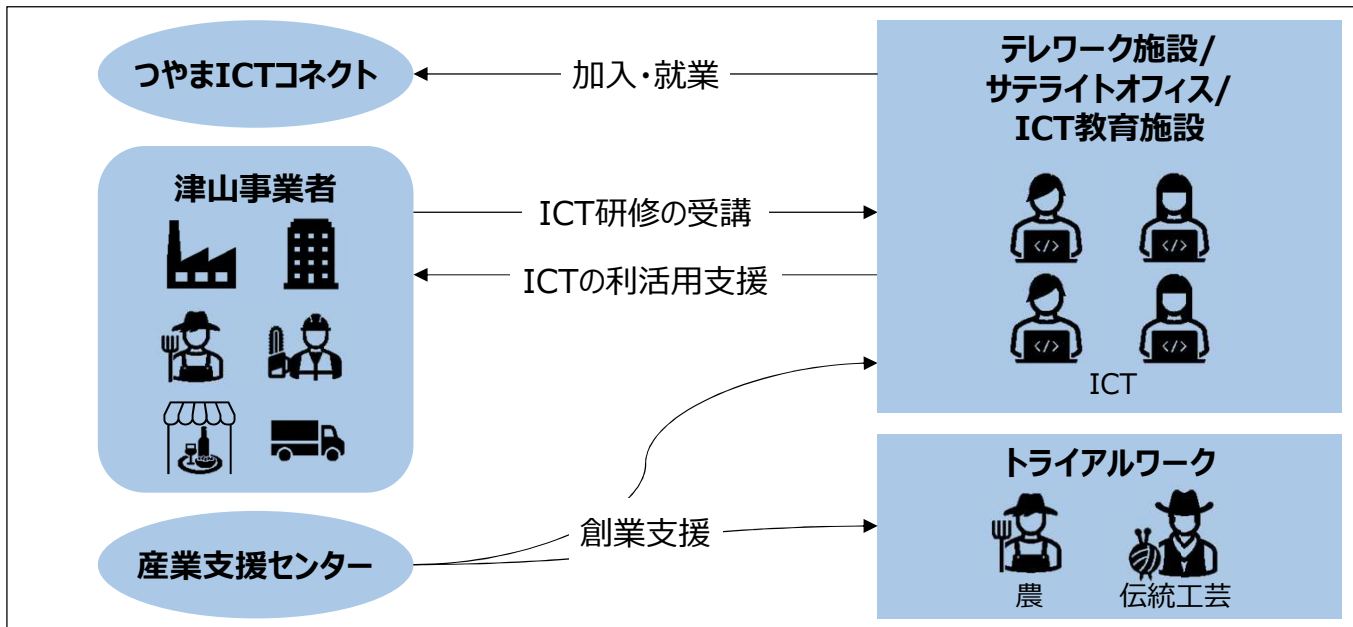 つやまICTコネクト
加入・就業
テレワーク施設/
サテライトオフィス/
ICT教育施設
津山事業者
ICT研修の受講
ICTの利活用支援
</>
</>
</>
</>
ICT
トライアルワーク
創業支援
産業支援センター
農
伝統工芸